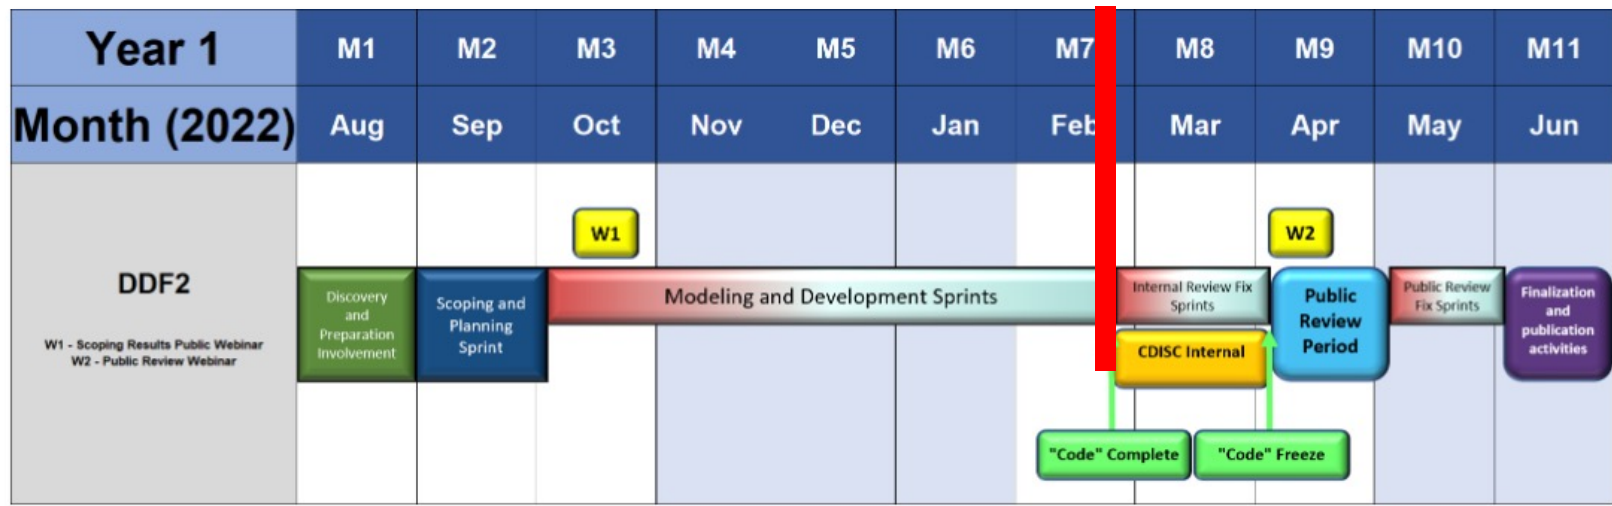 Year 1 M1 M2 M3 M4 M5 M6 M7 M8 M9 M10 M11
Month (2022) Aug Sep Oct Nov Dec Jan Feb Mar Apr May Jun
W1
W2
DDF2
W1 - Scoping Results Public Webinar
W2 - Public Review Webinar
Discovery
and
Preparation
Involvement
Scoping and
Planning
Sprint
Modeling and Development Sprints
Internal Review Fix
Sprints
CDISC Internal
Public
Review
Period
Public Review
Fix Sprints
Finalization
and
publication
activities
"Code" Complete
"Code" Freeze